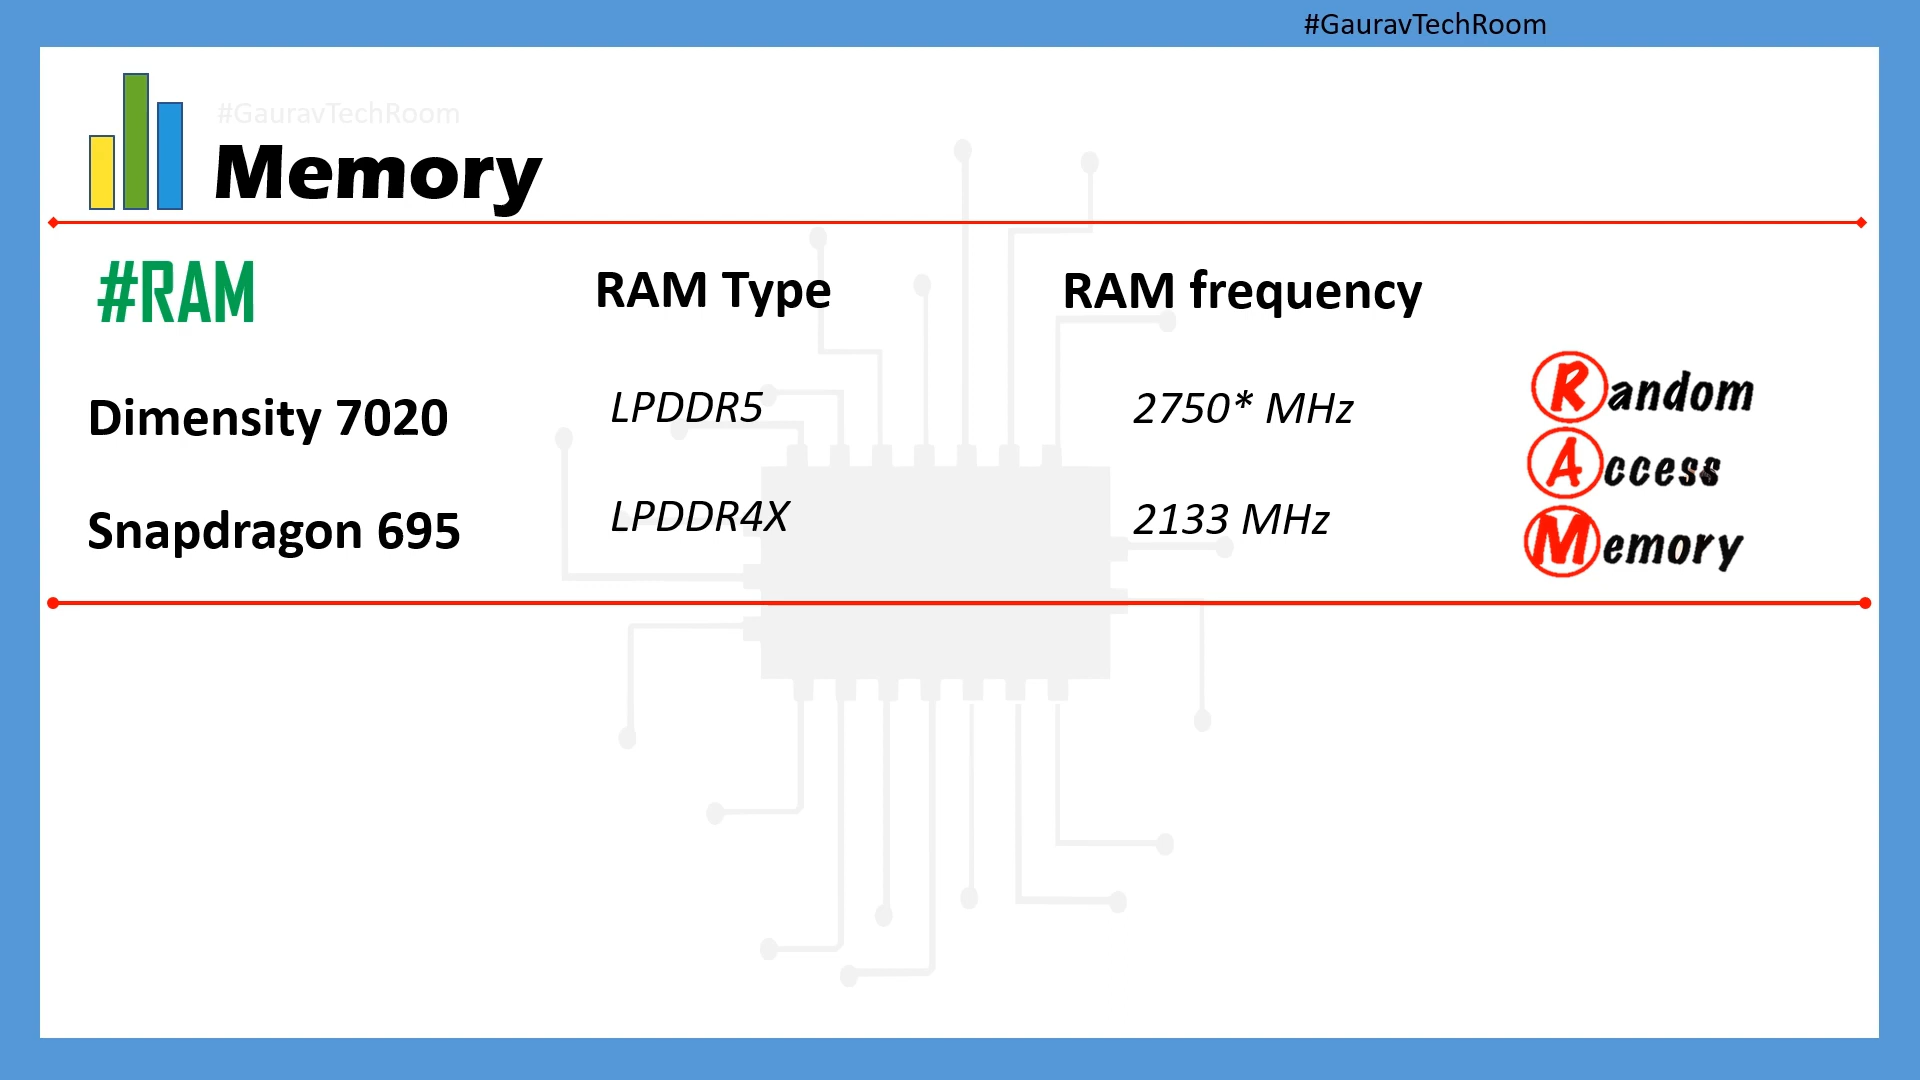 #GauravTechRoom
#GauravTechRoom
Memory
#RAM RAM Type RAM frequency
Dimensity 7020 LPDDR5 2750* MHz
Snapdragon 695 LPDDR4X 2133 MHz
Random
Access
Memory